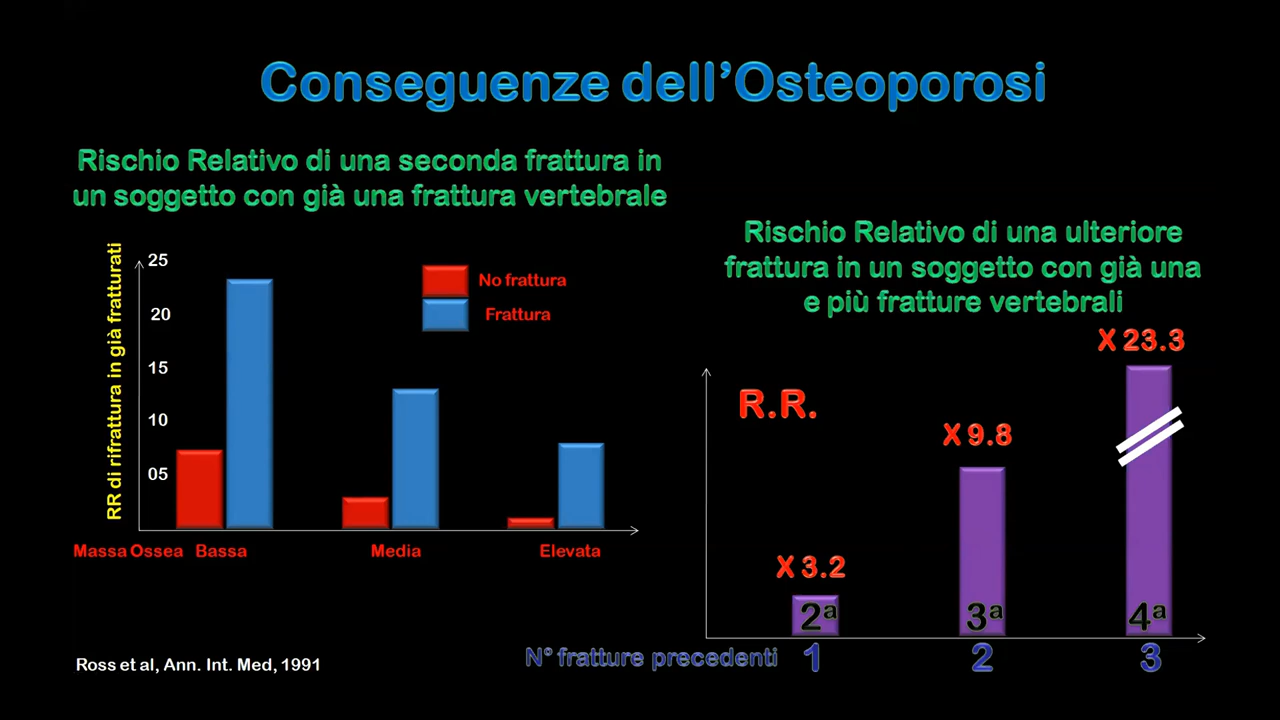 Conseguenze dell’Osteoporosi
Rischio Relativo di una seconda frattura in
un soggetto con già una frattura vertebrale
RR di rifrattura in già fratturati
25
20
15
10
05
No frattura
Frattura
Massa Ossea Bassa Media Elevata
Rischio Relativo di una ulteriore
frattura in un soggetto con già una
e più fratture vertebrali
R.R.
X 3.2
X 9.8
X 23.3
2ª 3ª 4ª
N° fratture precedenti 1 2 3
Ross et al, Ann. Int. Med, 1991